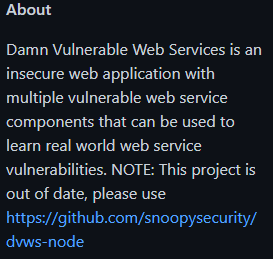 About
Damn Vulnerable Web Services is an
insecure web application with
multiple vulnerable web service
components that can be used to
learn real world web service
vulnerabilities. NOTE: This project is
out of date, please use
https://github.com/snoopysecurity/
dvws-node